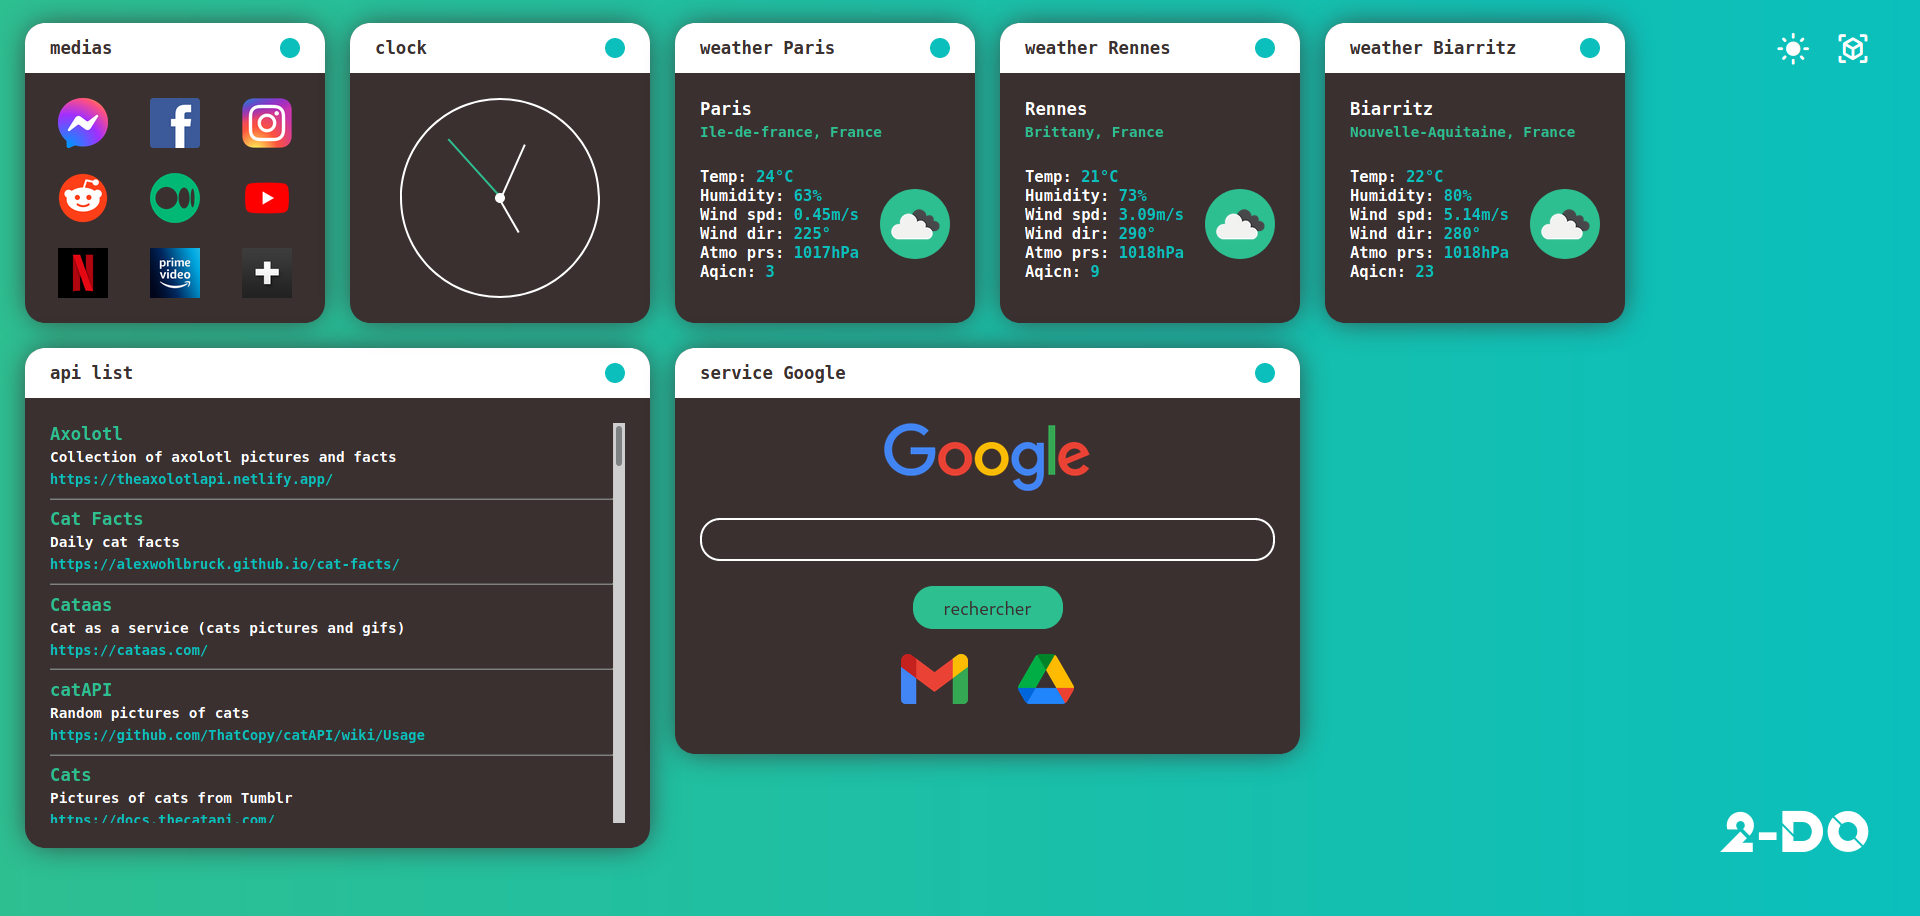 medias
prime
video
clock
weather Paris
Paris
Ile-de-france, France
Temp: 24°C
Humidity: 63%
Wind spd: 0.45m/s
Wind dir: 225°
Atmo prs: 1017hPa
Aqicn: 3
weather Rennes
Rennes
Brittany, France
Temp: 21°C
Humidity: 73%
Wind spd: 3.09m/s
Wind dir: 290°
Atmo prs: 1018hPa
Aqicn: 9
weather Biarritz
Biarritz
Nouvelle-Aquitaine, France
Temp: 22°C
Humidity: 80%
Wind spd: 5.14m/s
Wind dir: 280°
Atmo prs: 1018hPa
Aqicn: 23
api list
Axolotl
Collection of axolotl pictures and facts
https://theaxolotlapi.netlify.app/
Cat Facts
Daily cat facts
https://alexwohlbruck.github.io/cat-facts/
Cataas
Cat as a service (cats pictures and gifs)
https://cataas.com/
catAPI
Random pictures of cats
https://github.com/ThatCopy/catAPI/wiki/Usage
Cats
Pictures of cats from Tumblr
https://docs.thecatapi.com/
service Google
Google
rechercher
2-DO